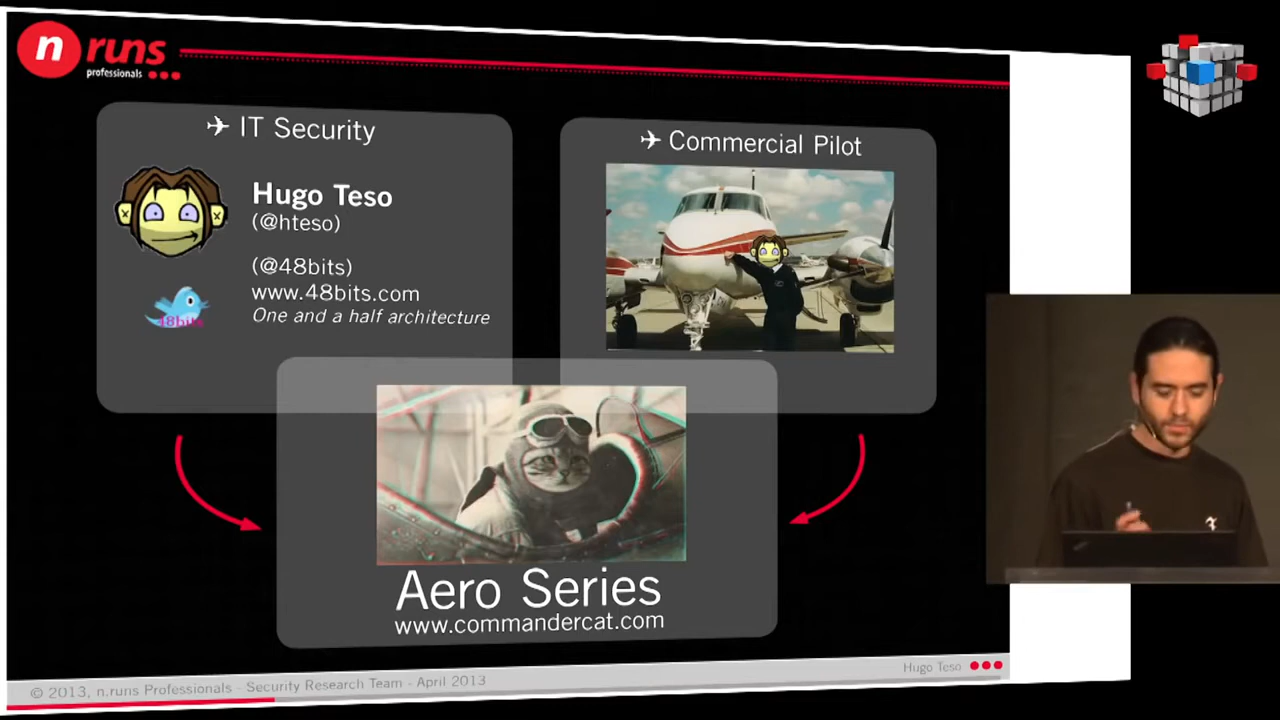 n runs
professionals
IT Security
Hugo Teso
(@hteso)
(@48bits)
www.48bits.com
One and a half architecture
48bits
Commercial Pilot
Aero Series
www.commandercat.com
© 2013, n.runs Professionals - Security Research Team - April 2013
Hugo Teso